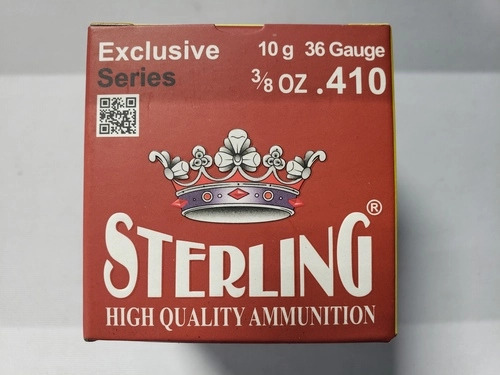 Exclusive 10 g 36 Gauge
Series 3/8 OZ .410
STERLING®
HIGH QUALITY AMMUNITION